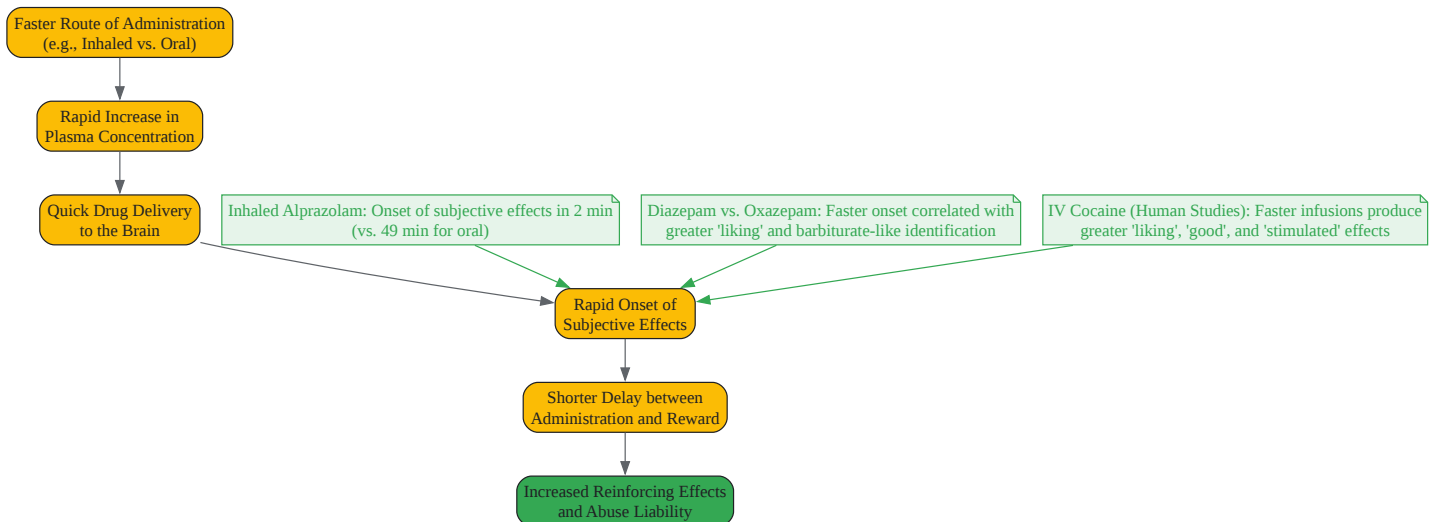 Faster Route of Administration
(e.g., Inhaled vs. Oral)
Rapid Increase in
Plasma Concentration
Quick Drug Delivery
to the Brain
Inhaled Alprazolam: Onset of subjective effects in 2 min
(vs. 49 min for oral)
Diazepam vs. Oxazepam: Faster onset correlated with
greater 'liking' and barbiturate-like identification
IV Cocaine (Human Studies): Faster infusions produce
greater 'liking', 'good', and 'stimulated' effects
Rapid Onset of
Subjective Effects
Shorter Delay between
Administration and Reward
Increased Reinforcing Effects
and Abuse Liability